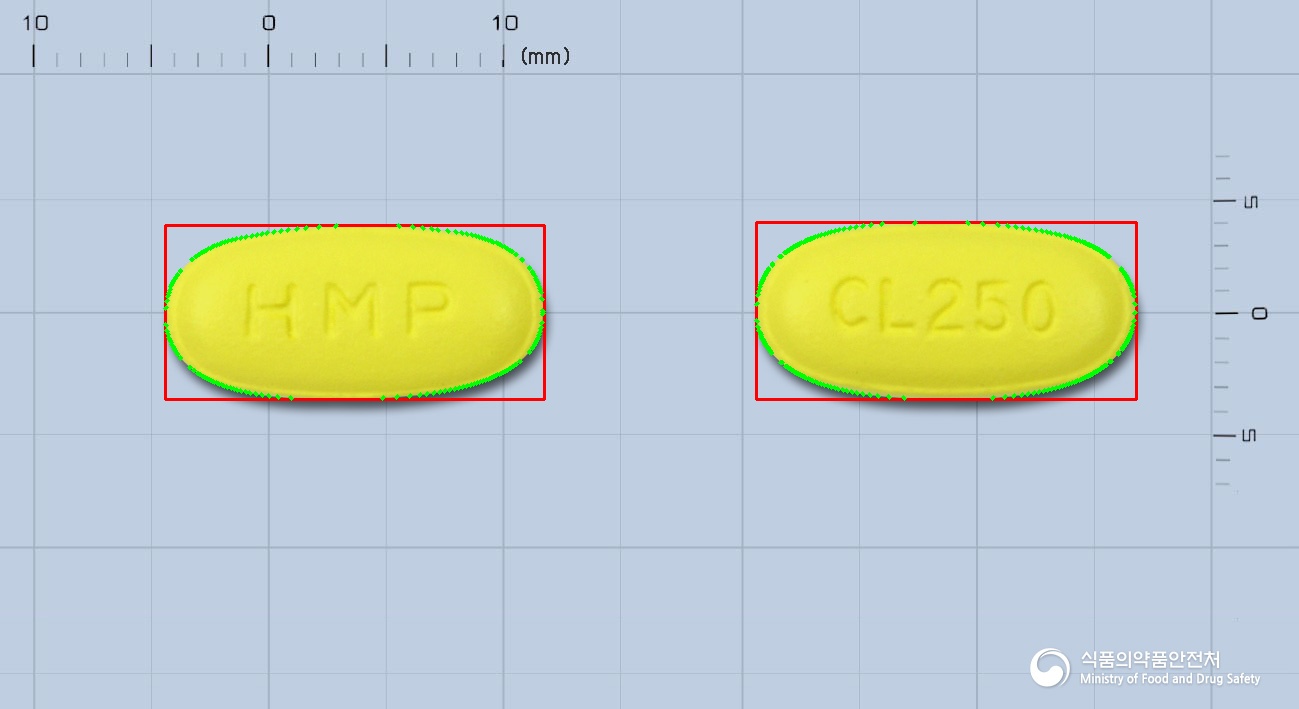 10 0 10
(mm)
HMP
CL250
5
0
5
식품의약품안전처
Ministry of Food and Drug Safety